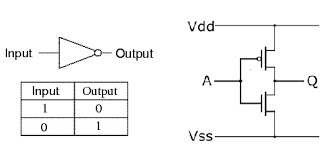 Input Output
Input Output
1 0
0 1
Vdd
A Q
Vss